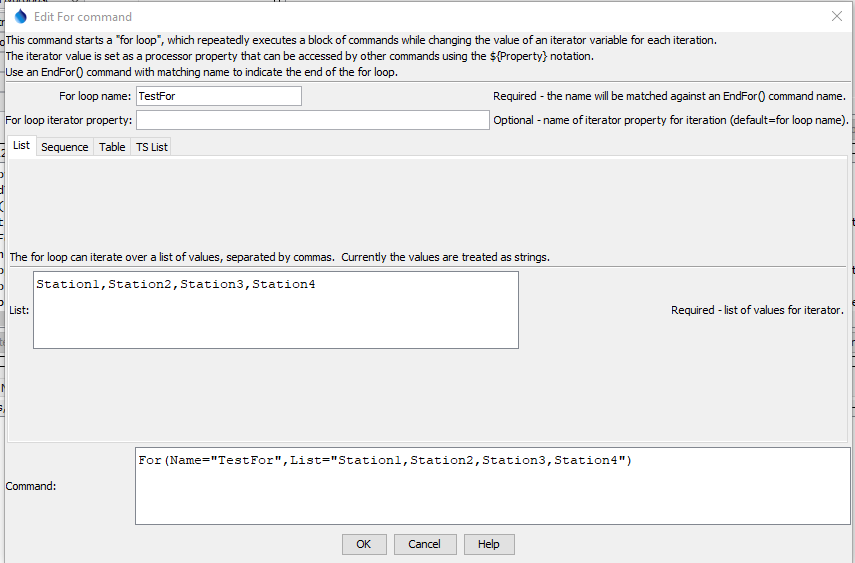 Edit For command
This command starts a "for loop", which repeatedly executes a block of commands while changing the value of an iterator variable for each iteration.
The iterator value is set as a processor property that can be accessed by other commands using the ${Property} notation.
Use an EndFor() command with matching name to indicate the end of the for loop.
For loop name: TestFor Required - the name will be matched against an EndFor() command name.
For loop iterator property: Optional - name of iterator property for iteration (default=for loop name).
List Sequence Table TS List
The for loop can iterate over a list of values, separated by commas. Currently the values are treated as strings.
Station1,Station2,Station3,Station4
List: Required - list of values for iterator.
For(Name="TestFor",List="Station1,Station2,Station3,Station4")
Command:
OK Cancel Help